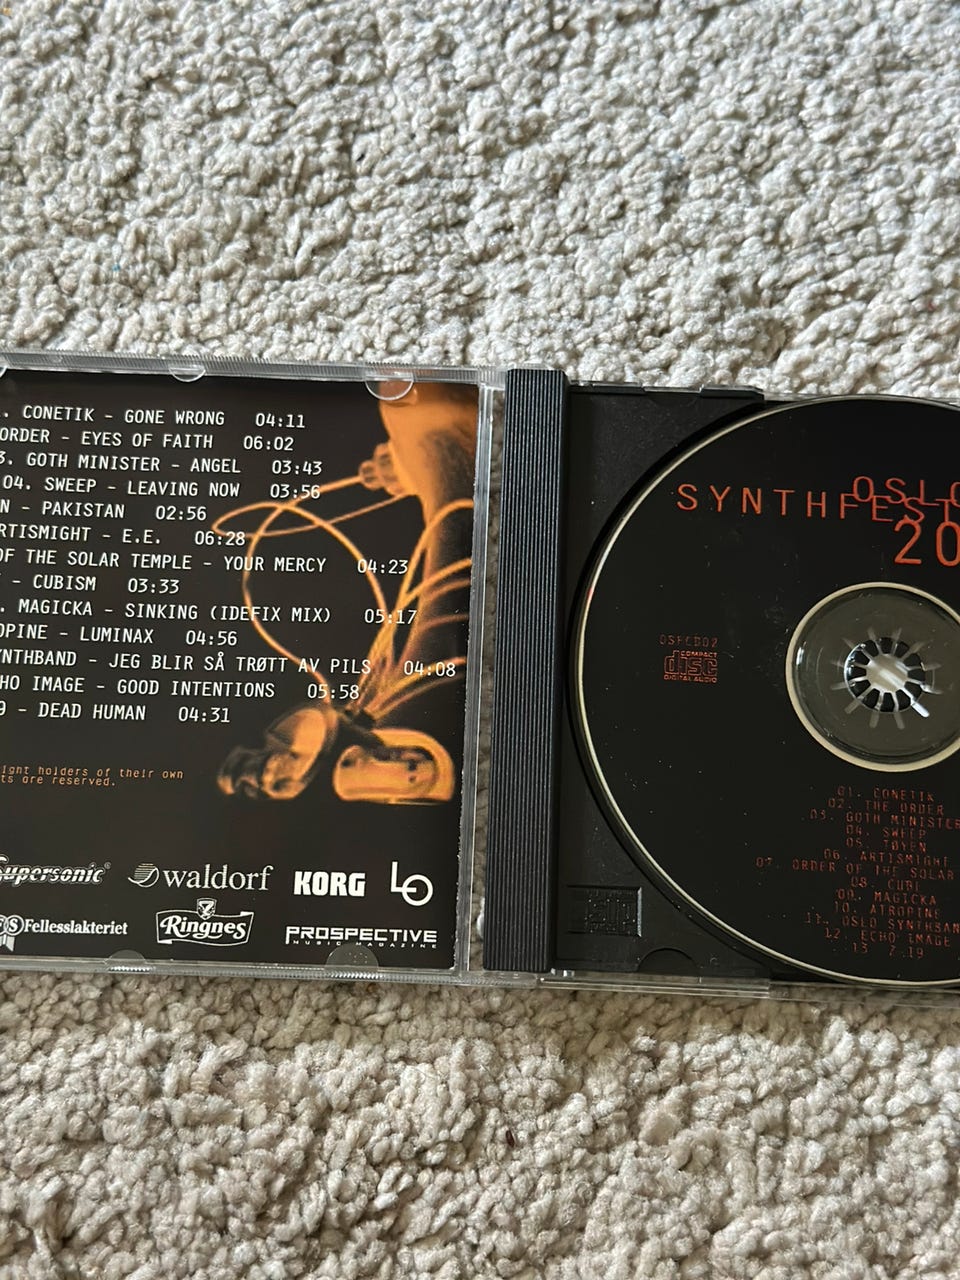 . CONETIK - GONE WRONG 04:11
ORDER - EYES OF FAITH 06:02
3. GOTH MINISTER - ANGEL 03:43
04. SWEEP - LEAVING NOW 03:56
N - PAKISTAN 02:56
RTISMIGHT - E.E. 06:28
OF THE SOLAR TEMPLE - YOUR MERCY 04:23
- CUBISM 03:33
. MAGICKA - SINKING (IDEFIX MIX) 05:17
OPINE - LUMINAX 04:56
YNTHBAND - JEG BLIR SÅ TRØTT AV PILS 04:08
HO IMAGE - GOOD INTENTIONS 05:58
9 - DEAD HUMAN 04:31
ight holders of their own
ts are reserved.
Supersonic
waldorf
KORG
LO
FS Fellesslakteriet
Ringnes
PROSPECTIVE
MUSIC MAGAZINE
OSLO
SYNTHFEST
20
OSFCD02
COMPACT
disc
DIGITAL AUDIO
01. CONETIK
02. THE ORDER
03. GOTH MINISTER
04. SWEEP
05. TØYEN
06. ARTISMIGHT
07. ORDER OF THE SOLAR
08. CUBE
09. MAGICKA
10. ATROPINE
11. OSLO SYNTHBAN
12. ECHO IMAGE
13. 2.19